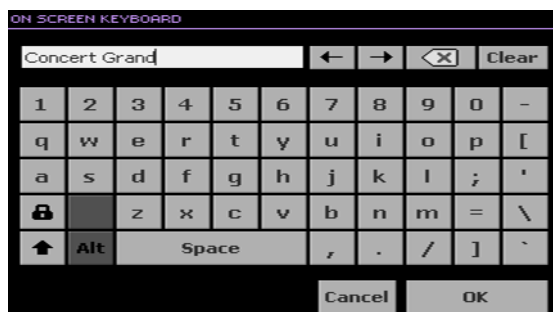 ON SCREEN KEYBOARD
Concert Grand ← → Clear
1 2 3 4 5 6 7 8 9 0 -
q w e r t y u i o p [
a s d f g h j k l ; '
z x c v b n m = \
Alt Space , . / ] `
Cancel OK